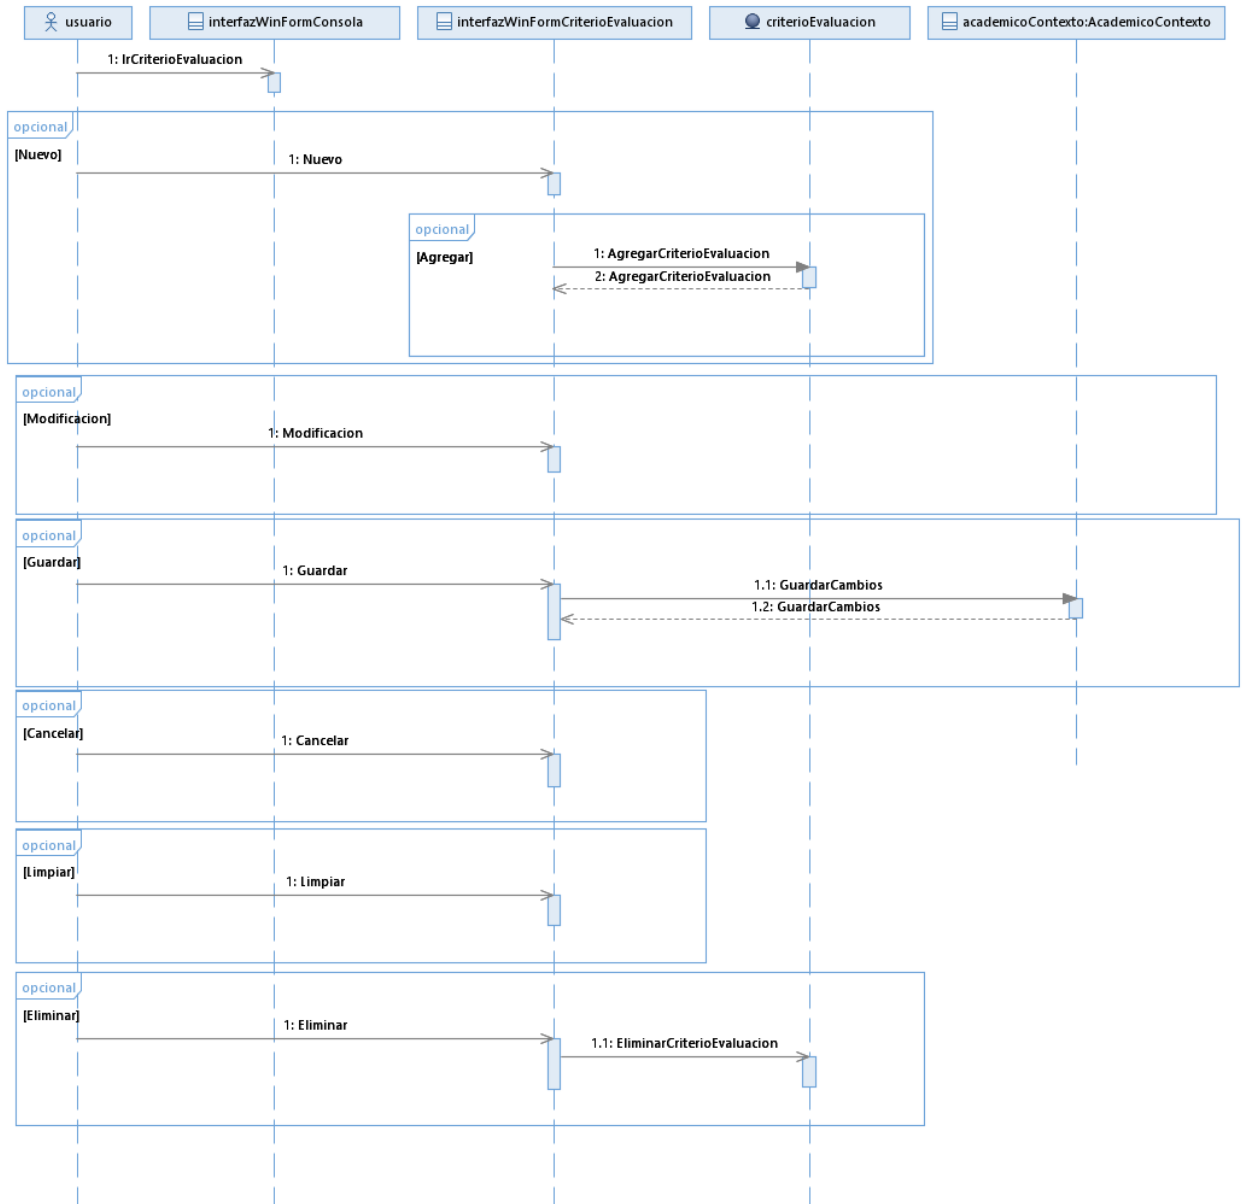 usuario
interfazWinFormConsola
interfazWinFormCriterioEvaluacion
criterioEvaluacion
academicoContexto:AcademicoContexto
1: IrCriterioEvaluacion
opcional
[Nuevo]
1: Nuevo
opcional
[Agregar]
1: AgregarCriterioEvaluacion
2: AgregarCriterioEvaluacion
opcional
[Modificacion]
1: Modificacion
opcional
[Guardar]
1: Guardar
1.1: GuardarCambios
1.2: GuardarCambios
opcional
[Cancelar]
1: Cancelar
opcional
[Limpiar]
1: Limpiar
opcional
[Eliminar]
1: Eliminar
1.1: EliminarCriterioEvaluacion